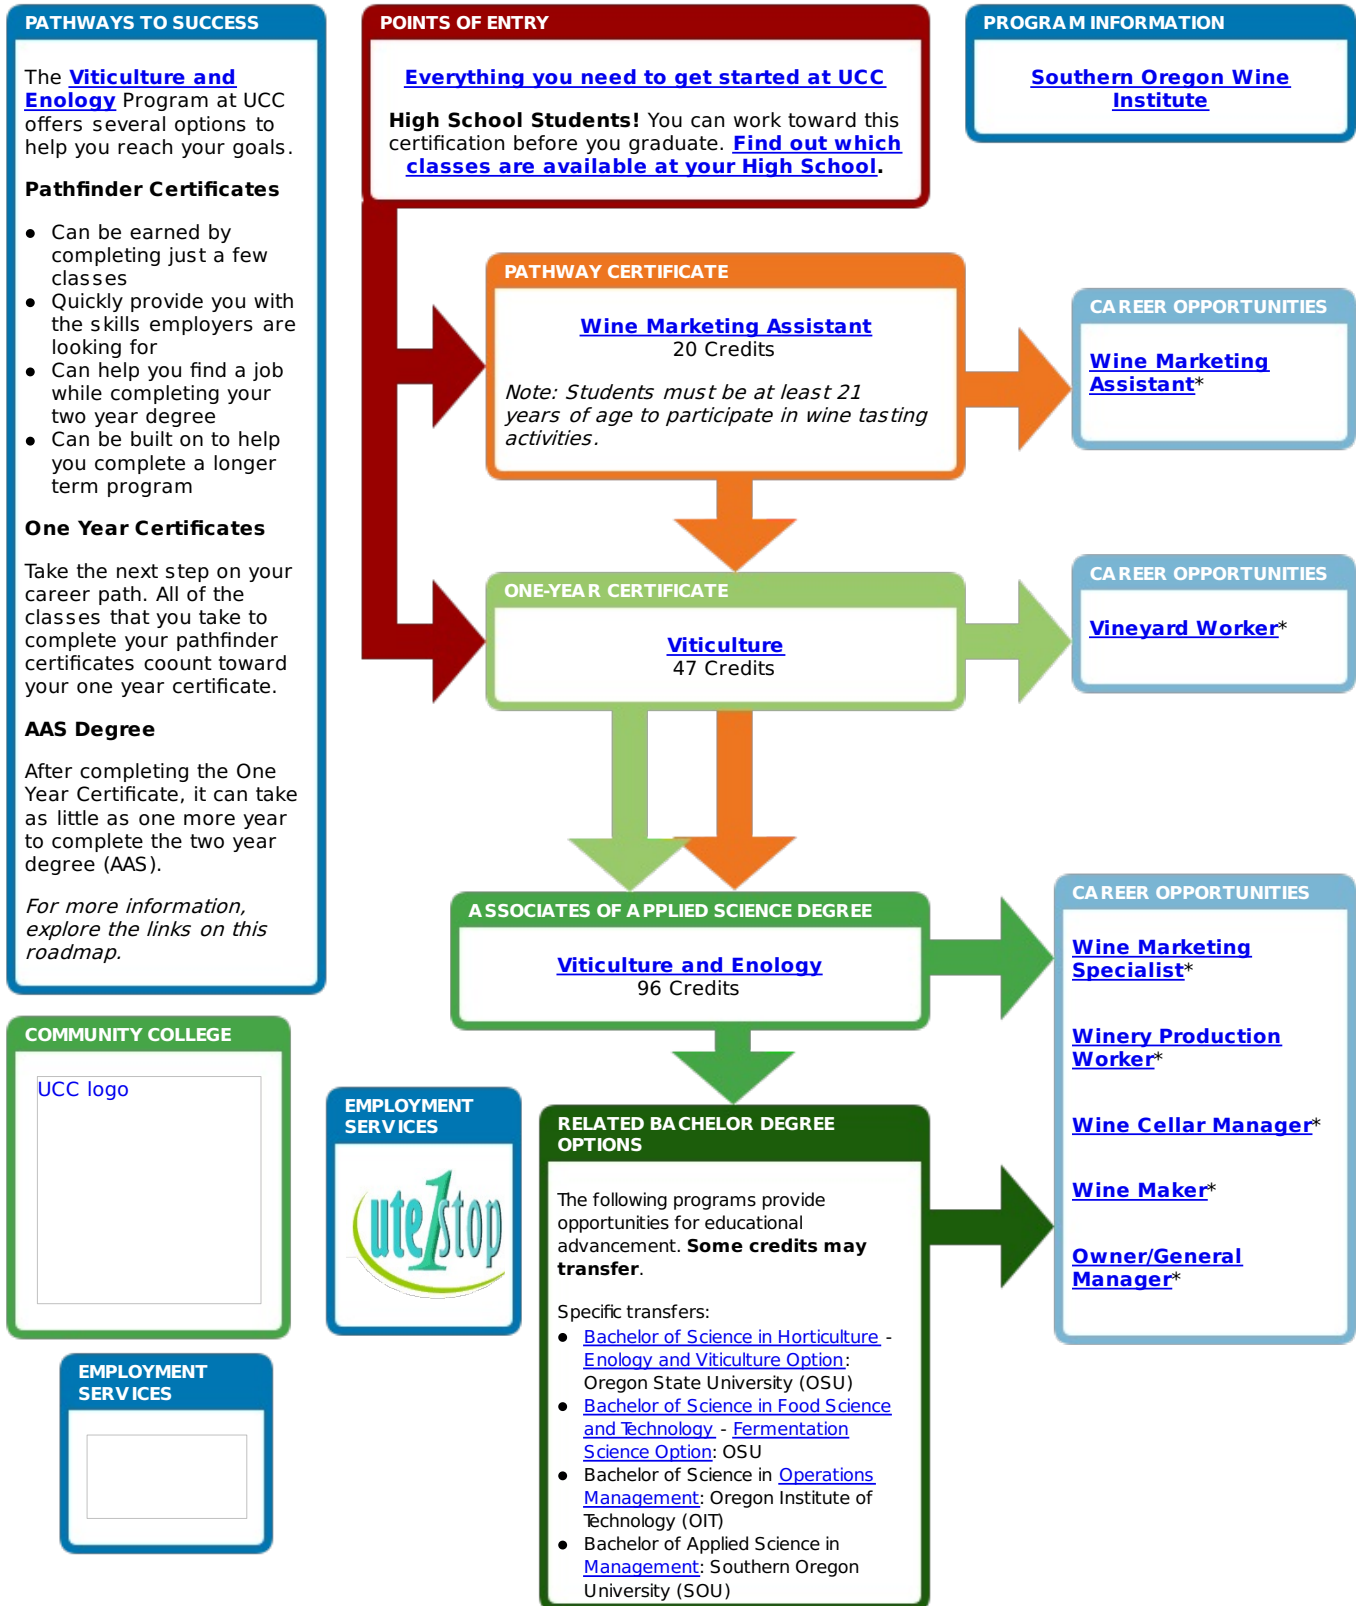 PATHWAYS TO SUCCESS
The Viticulture and
Enology Program at UCC
offers several options to
help you reach your goals.
Pathfinder Certificates
● Can be earned by
completing just a few
classes
● Quickly provide you with
the skills employers are
looking for
● Can help you find a job
while completing your
two year degree
● Can be built on to help
you complete a longer
term program
One Year Certificates
Take the next step on your
career path. All of the
classes that you take to
complete your pathfinder
certificates coount toward
your one year certificate.
AAS Degree
After completing the One
Year Certificate, it can take
as little as one more year
to complete the two year
degree (AAS).
For more information,
explore the links on this
roadmap.
POINTS OF ENTRY
Everything you need to get started at UCC
High School Students! You can work toward this
certification before you graduate. Find out which
classes are available at your High School.
PROGRAM INFORMATION
Southern Oregon Wine
Institute
PATHWAY CERTIFICATE
Wine Marketing Assistant
20 Credits
Note: Students must be at least 21
years of age to participate in wine tasting
activities.
CAREER OPPORTUNITIES
Wine Marketing
Assistant*
ONE-YEAR CERTIFICATE
Viticulture
47 Credits
CAREER OPPORTUNITIES
Vineyard Worker*
ASSOCIATES OF APPLIED SCIENCE DEGREE
Viticulture and Enology
96 Credits
CAREER OPPORTUNITIES
Wine Marketing
Specialist*
Winery Production
Worker*
Wine Cellar Manager*
Wine Maker*
Owner/General
Manager*
COMMUNITY COLLEGE
UCC logo
EMPLOYMENT
SERVICES
ute1stop
RELATED BACHELOR DEGREE
OPTIONS
The following programs provide
opportunities for educational
advancement. Some credits may
transfer.
Specific transfers:
● Bachelor of Science in Horticulture -
Enology and Viticulture Option:
Oregon State University (OSU)
● Bachelor of Science in Food Science
and Technology - Fermentation
Science Option: OSU
● Bachelor of Science in Operations
Management: Oregon Institute of
Technology (OIT)
● Bachelor of Applied Science in
Management: Southern Oregon
University (SOU)
EMPLOYMENT
SERVICES